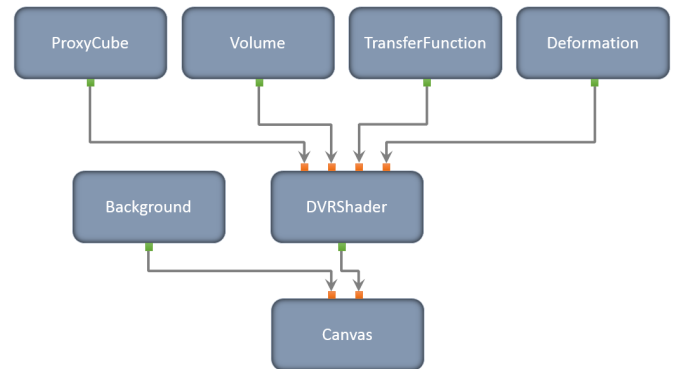 ProxyCube
Volume
TransferFunction
Deformation
Background
DVRShader
Canvas